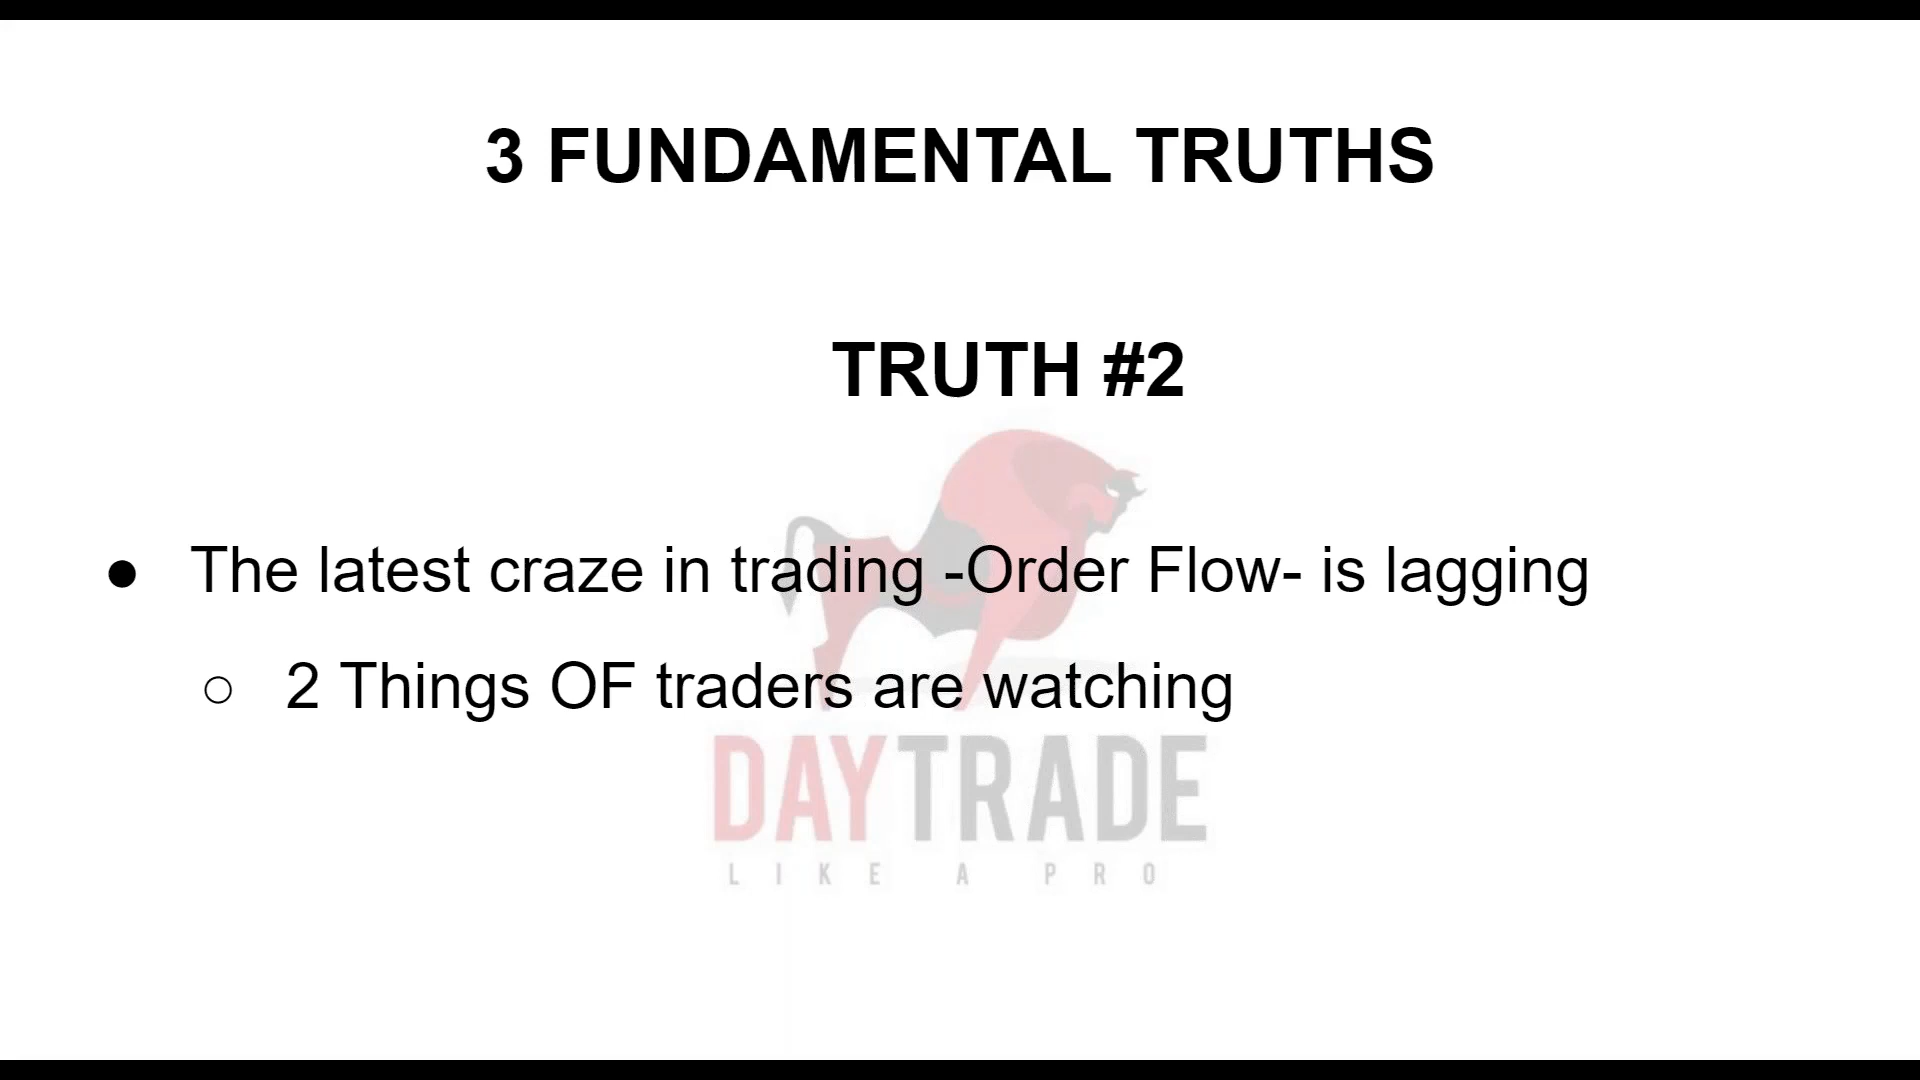 3 FUNDAMENTAL TRUTHS
TRUTH #2
● The latest craze in trading -Order Flow- is lagging
○ 2 Things OF traders are watching
DAYTRADE
LIKE A PRO